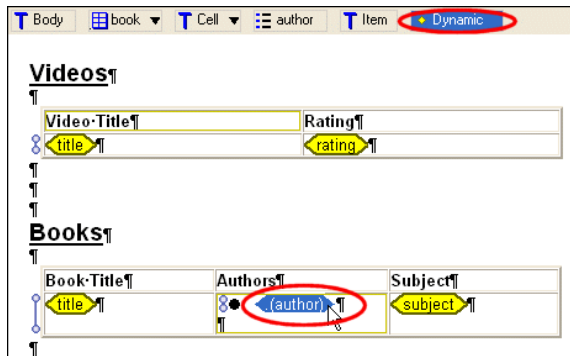 Body book Cell author Item Dynamic
Videos¶
¶
Video·Title¶ Rating¶
title ¶ rating ¶
¶
¶
¶
Books¶
¶
Book·Title¶ Authors¶ Subject¶
title ¶ (author) ¶ subject ¶
¶
¶